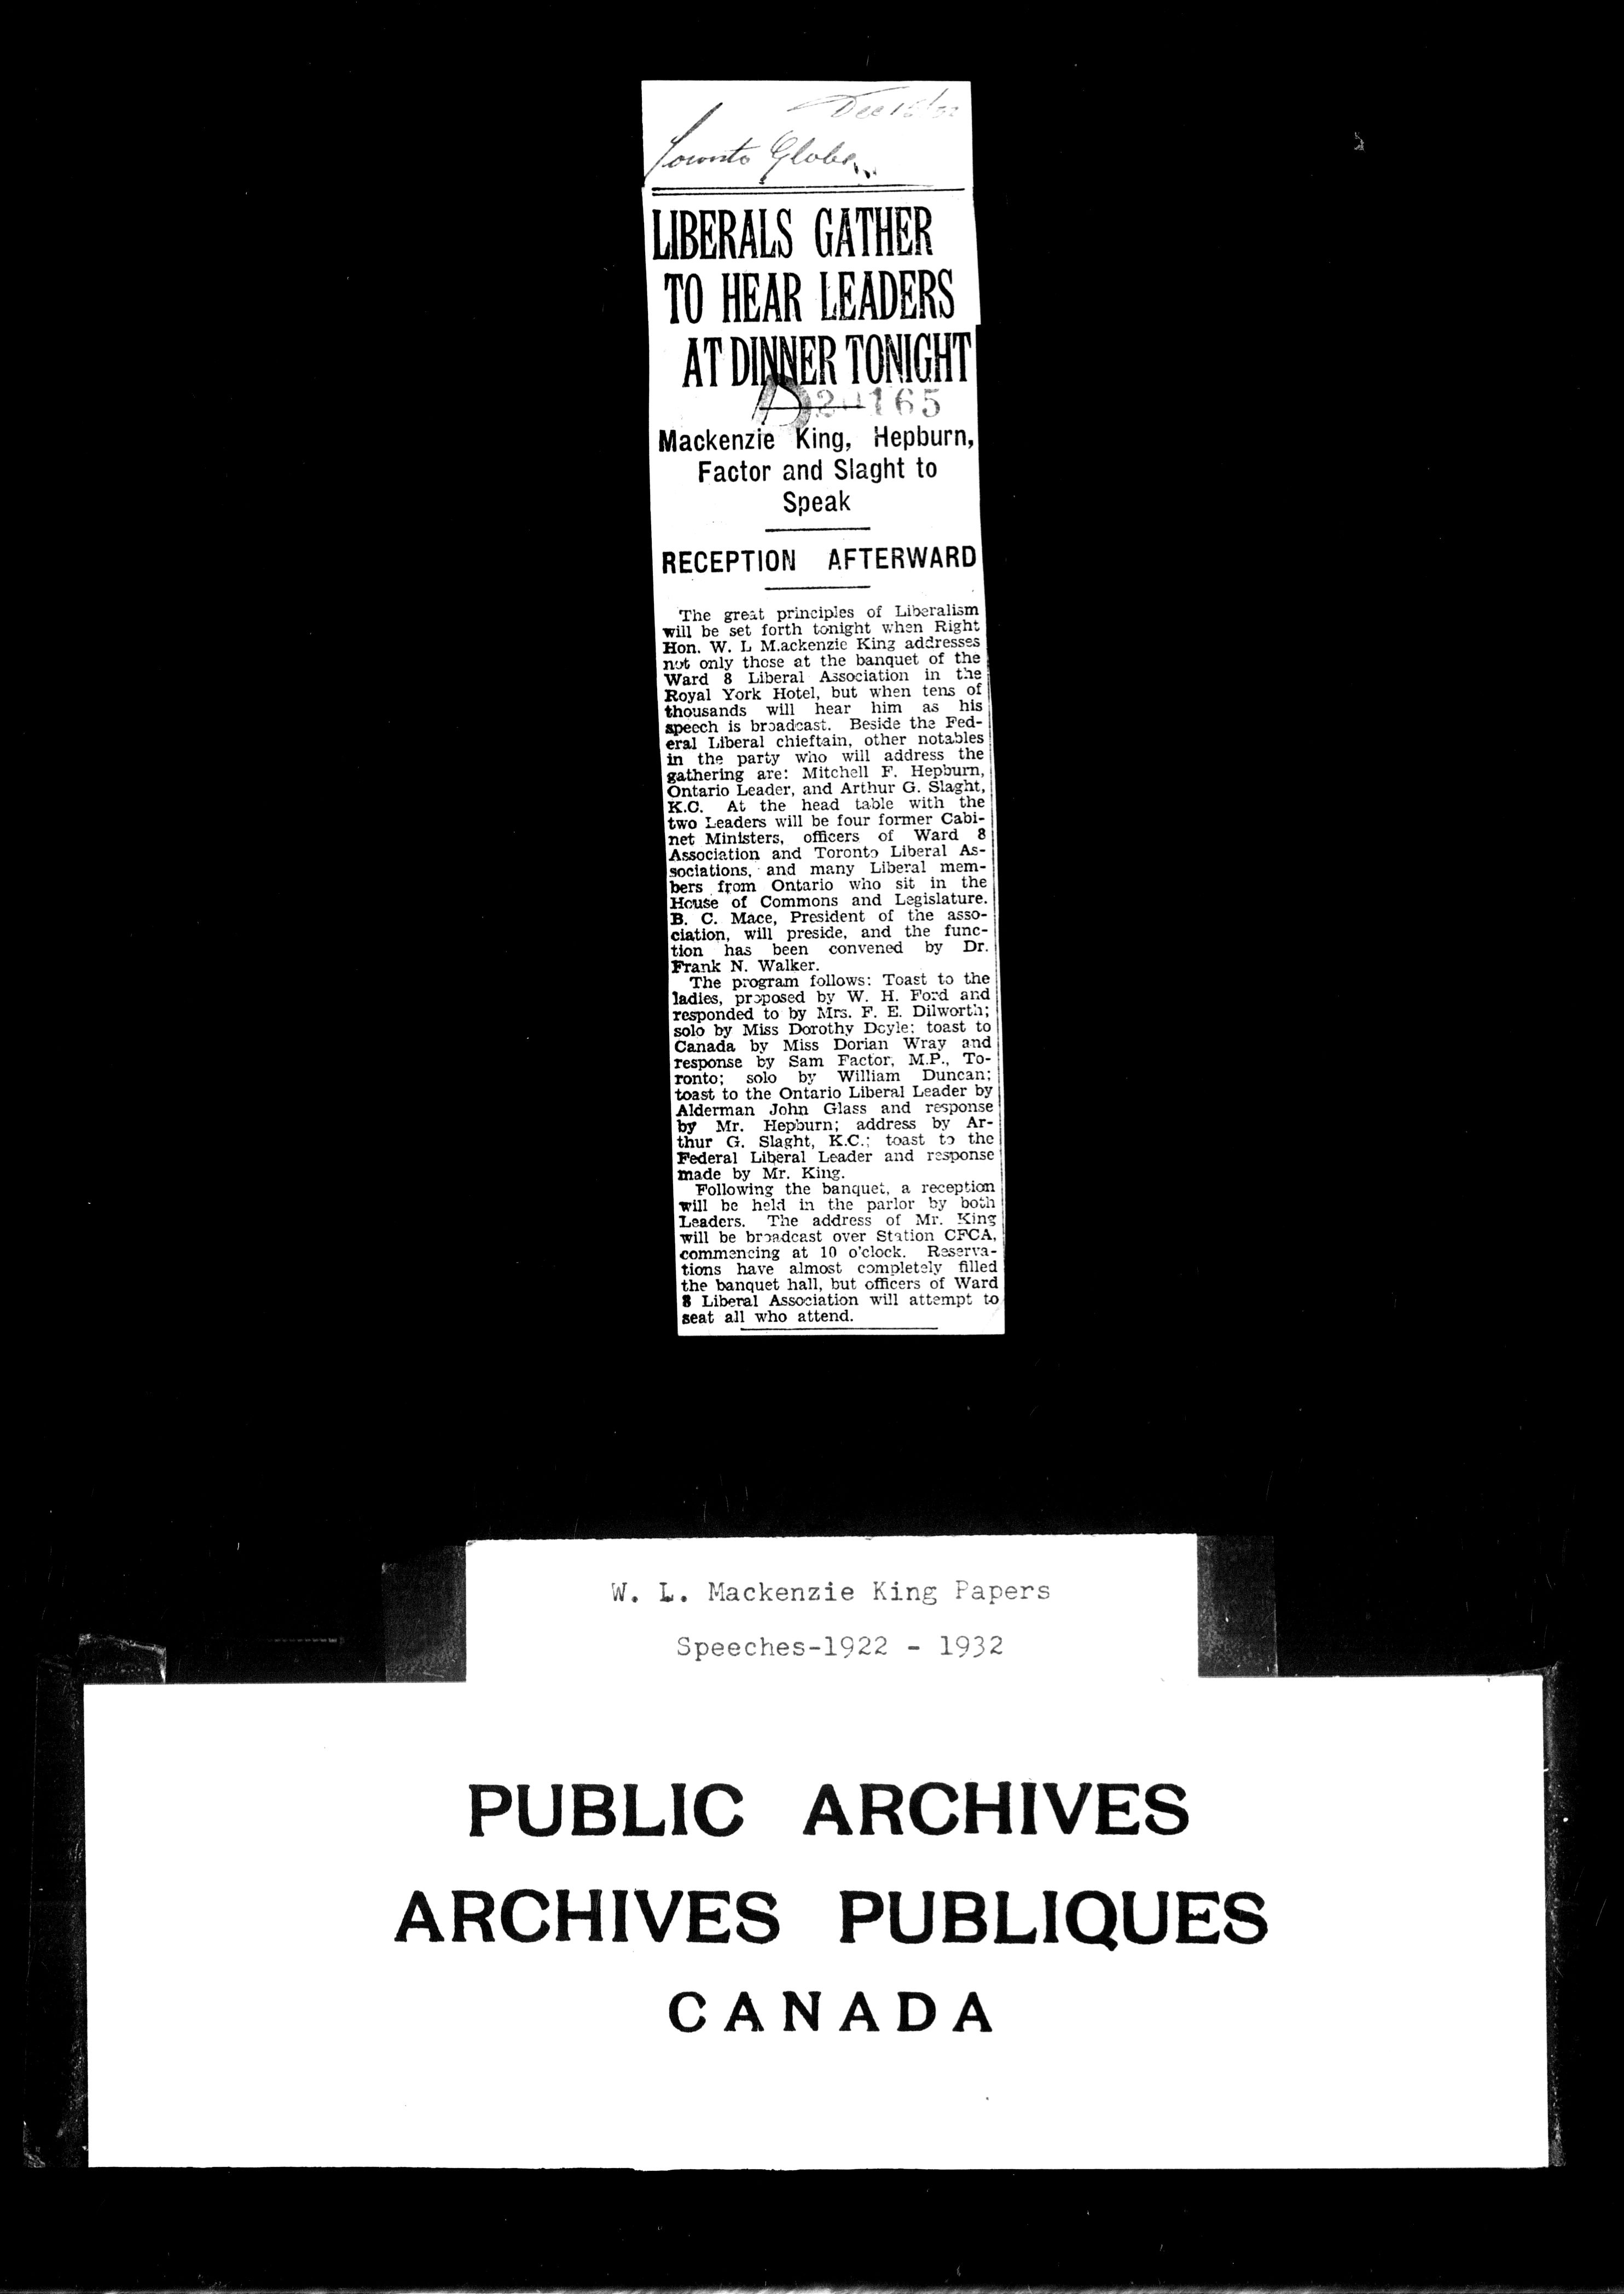 Toronto Globe
LIBERALS GATHER
TO HEAR LEADERS
AT DINNER TONIGHT
Mackenzie King, Hepburn,
Factor and Slaght to
Speak
RECEPTION AFTERWARD
The great principles of Liberalism
will be set forth tonight when Right
Hon. W. L M.ackenzie King addresses
not only those at the banquet of the
Ward 8 Liberal Association in the
Royal York Hotel, but when tens of
thousands will hear him as his
speech is broadcast. Beside the Fed-
eral Liberal chieftain, other notables
in the party who will address the
gathering are: Mitchell F. Hepburn,
Ontario Leader, and Arthur G. Slaght,
K.C. At the head table with the
two Leaders will be four former Cabi-
net Ministers, officers of Ward 8
Association and Toronto Liberal As-
sociations, and many Liberal mem-
bers from Ontario who sit in the
House of Commons and Legislature.
B. C. Mace, President of the asso-
ciation, will preside, and the func-
tion has been convened by Dr.
Frank N. Walker.
The program follows: Toast to the
ladies, proposed by W. H. Ford and
responded to by Mrs. F. E. Dilworth;
solo by Miss Dorothy Doyle; toast to
Canada by Miss Dorian Wray and
response by Sam Factor, M.P., To-
ronto; solo by William Duncan;
toast to the Ontario Liberal Leader by
Alderman John Glass and response
by Mr. Hepburn; address by Ar-
thur G. Slaght, K.C.; toast to the
Federal Liberal Leader and response
made by Mr. King.
Following the banquet, a reception
will be held in the parlor by both
Leaders. The address of Mr. King
will be broadcast over Station CFCA,
commencing at 10 o'clock. Reserva-
tions have almost completely filled
the banquet hall, but officers of Ward
8 Liberal Association will attempt to
seat all who attend.
W. L. Mackenzie King Papers
Speeches-1922 - 1932
PUBLIC ARCHIVES
ARCHIVES PUBLIQUES
CANADA